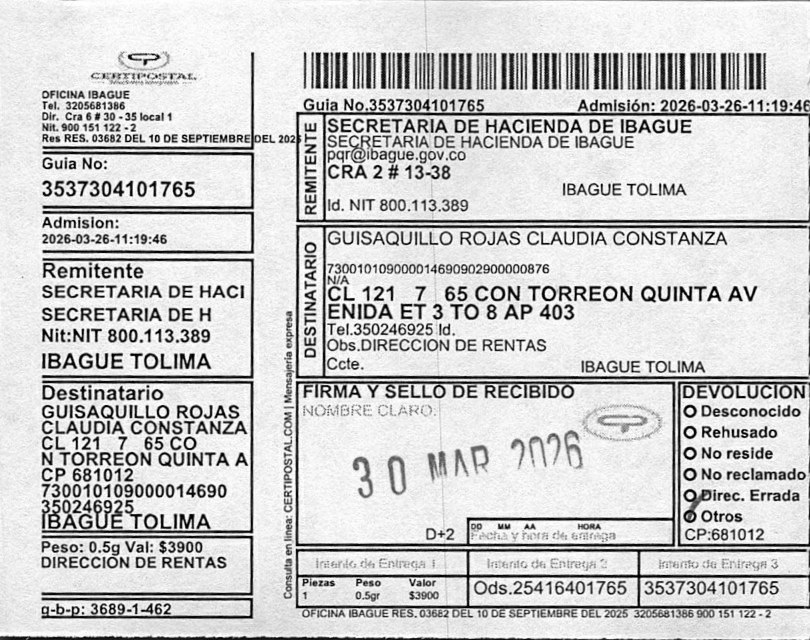 CERTIPOSTAL
OFICINA IBAGUE
Tel. 3205681386
Dir. Cra 6 # 30 - 35 local 1
Nit. 900 151 122 - 2
Res RES. 03682 DEL 10 DE SEPTIEMBRE DEL 2025
Guia No:
3537304101765
Admision:
2026-03-26-11:19:46
Remitente
SECRETARIA DE HACI
SECRETARIA DE H
Nit:NIT 800.113.389
IBAGUE TOLIMA
Destinatario
GUISAQUILLO ROJAS
CLAUDIA CONSTANZA
CL 121 7 65 CO
N TORREON QUINTA A
CP 681012
730010109000014690
350246925
IBAGUE TOLIMA
Peso: 0.5g Val: $3900
DIRECCION DE RENTAS
g-b-p: 3689-1-462
Consulta en linea: CERTIPOSTAL.COM | Mensajeria expresa
Guia No.3537304101765 Admisión: 2026-03-26-11:19:46
REMITENTE
SECRETARIA DE HACIENDA DE IBAGUE
SECRETARIA DE HACIENDA DE IBAGUE
pqr@ibague.gov.co
CRA 2 # 13-38
IBAGUE TOLIMA
Id. NIT 800.113.389
DESTINATARIO
GUISAQUILLO ROJAS CLAUDIA CONSTANZA
730010109000014690902900000876
N/A
CL 121 7 65 CON TORREON QUINTA AV
ENIDA ET 3 TO 8 AP 403
Tel.350246925 Id.
Obs.DIRECCION DE RENTAS
Ccte. IBAGUE TOLIMA
FIRMA Y SELLO DE RECIBIDO
NOMBRE CLARO:
30 MAR 2026
D+2
DD MM AA HORA
Fecha y hora de entrega
DEVOLUCION
Desconocido
Rehusado
No reside
No reclamado
Direc. Errada
Otros
CP:681012
Intento de Entrega 1 Intento de Entrega 2 Intento de Entrega 3
Piezas Peso Valor
1 0.5gr $3900
Ods.25416401765 3537304101765
OFICINA IBAGUE RES. 03682 DEL 10 DE SEPTIEMBRE DEL 2025 3205681386 900 151 122 - 2